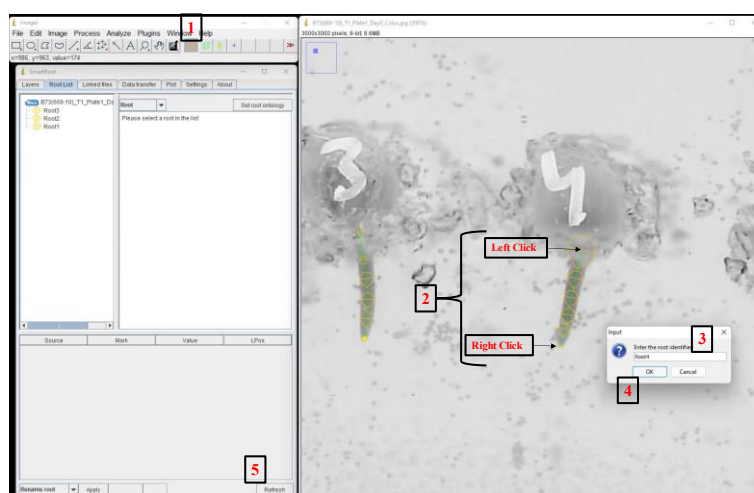 ImageJ
File Edit Image Process Analyze Plugins Window Help
1
x=986, y=963, value=174
SmartRoot
Layers Root List Linked files Data transfer Plot Settings About
Root
Set root ontology
Please select a root in the list
Root3
Root2
Root1
Source Mark Value LPos
5
Rename root Apply Refresh
3000x3000 pixels; 8-bit; 8.6MB
3
4
Left Click
2
Right Click
Input
3
Enter the root identifier
Root4
OK Cancel
4